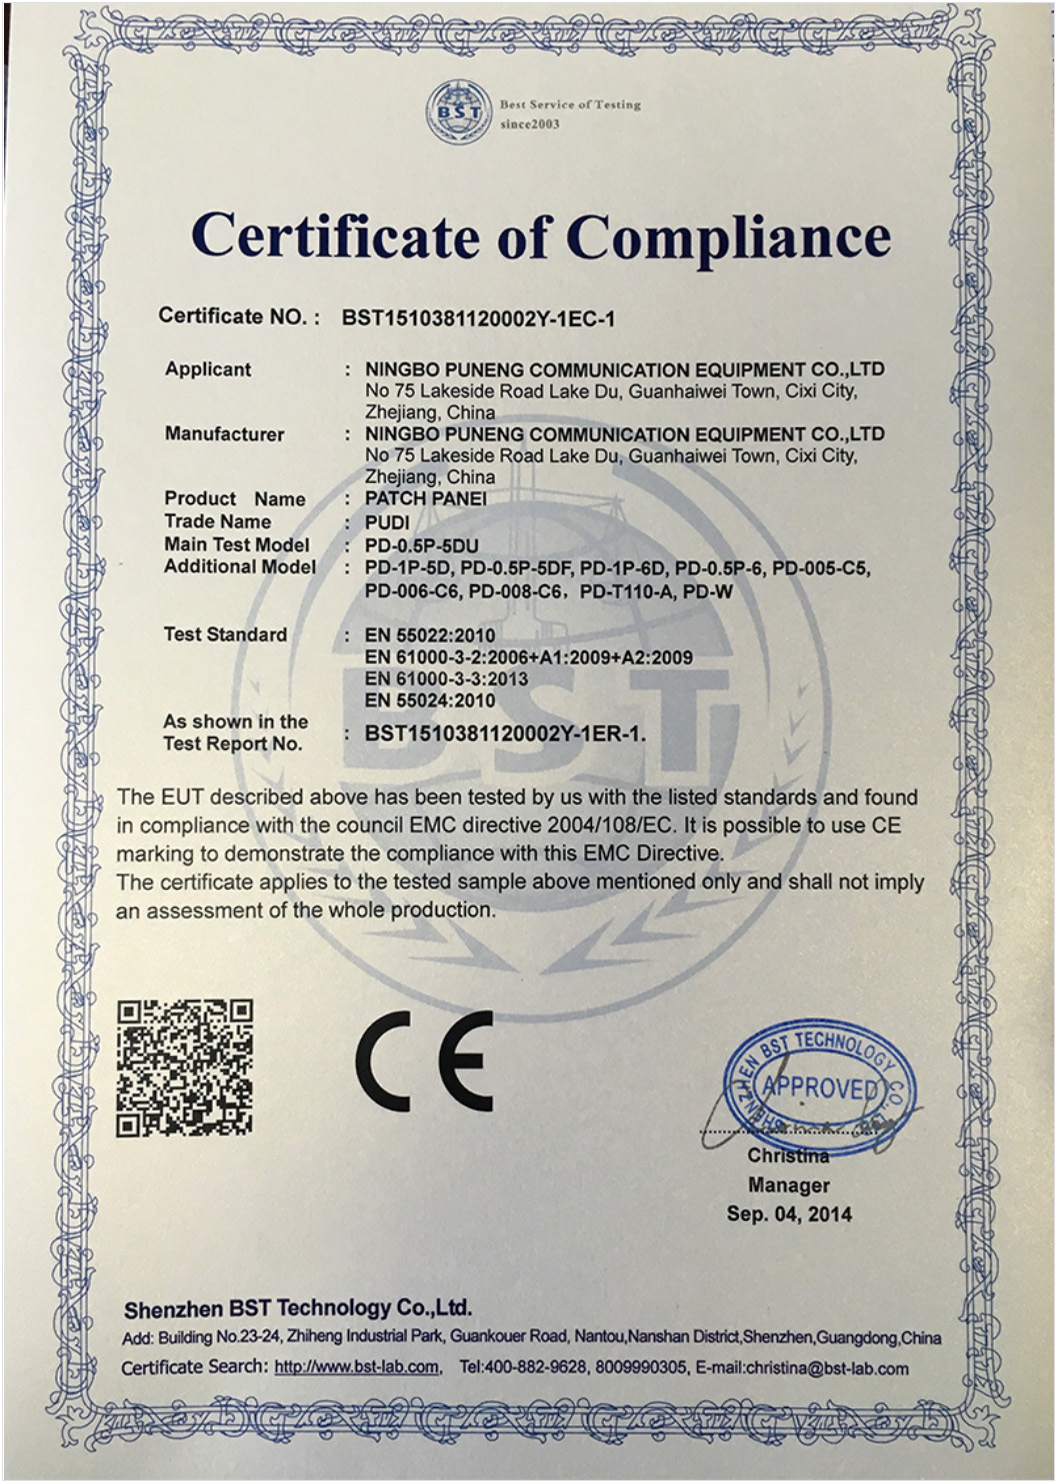 BST
Best Service of Testing
since2003
Certificate of Compliance
Certificate NO. : BST1510381120002Y-1EC-1
Applicant : NINGBO PUNENG COMMUNICATION EQUIPMENT CO.,LTD
No 75 Lakeside Road Lake Du, Guanhaiwei Town, Cixi City,
Zhejiang, China
Manufacturer : NINGBO PUNENG COMMUNICATION EQUIPMENT CO.,LTD
No 75 Lakeside Road Lake Du, Guanhaiwei Town, Cixi City,
Zhejiang, China
Product Name : PATCH PANEI
Trade Name : PUDI
Main Test Model : PD-0.5P-5DU
Additional Model : PD-1P-5D, PD-0.5P-5DF, PD-1P-6D, PD-0.5P-6, PD-005-C5,
PD-006-C6, PD-008-C6, PD-T110-A, PD-W
Test Standard : EN 55022:2010
EN 61000-3-2:2006+A1:2009+A2:2009
EN 61000-3-3:2013
EN 55024:2010
As shown in the
Test Report No. : BST1510381120002Y-1ER-1.
BST
The EUT described above has been tested by us with the listed standards and found
in compliance with the council EMC directive 2004/108/EC. It is possible to use CE
marking to demonstrate the compliance with this EMC Directive.
The certificate applies to the tested sample above mentioned only and shall not imply
an assessment of the whole production.
CE
SHENZHEN BST TECHNOLOGY CO., LTD
APPROVED
Christina
Manager
Sep. 04, 2014
Shenzhen BST Technology Co.,Ltd.
Add: Building No.23-24, Zhiheng Industrial Park, Guankouer Road, Nantou,Nanshan District,Shenzhen,Guangdong,China
Certificate Search: http://www.bst-lab.com, Tel:400-882-9628, 8009990305, E-mail:christina@bst-lab.com